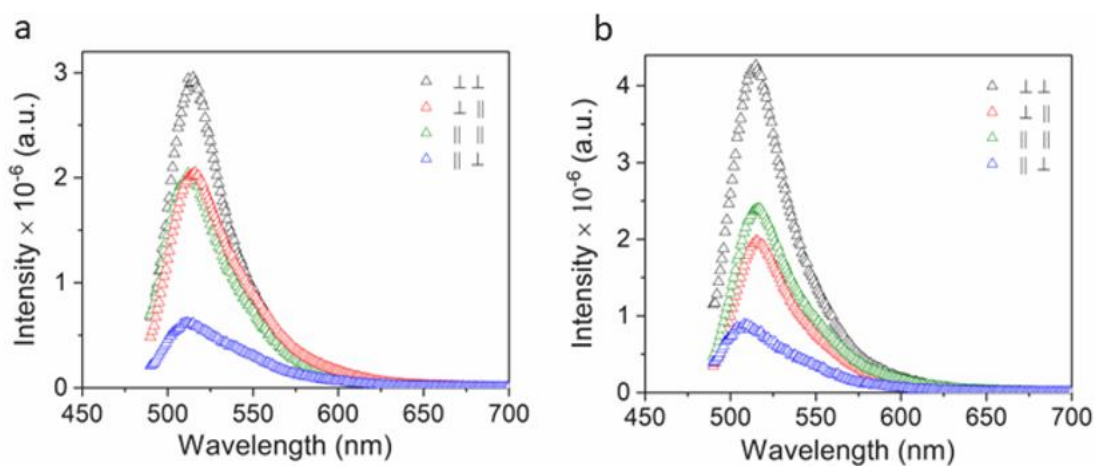 a
Intensity × 10⁻⁶ (a.u.)
3
2
1
0
⊥ ⊥
⊥ ∥
∥ ∥
∥ ⊥
450 500 550 600 650 700
Wavelength (nm)
b
Intensity × 10⁻⁶ (a.u.)
4
3
2
1
0
⊥ ⊥
⊥ ∥
∥ ∥
∥ ⊥
450 500 550 600 650 700
Wavelength (nm)